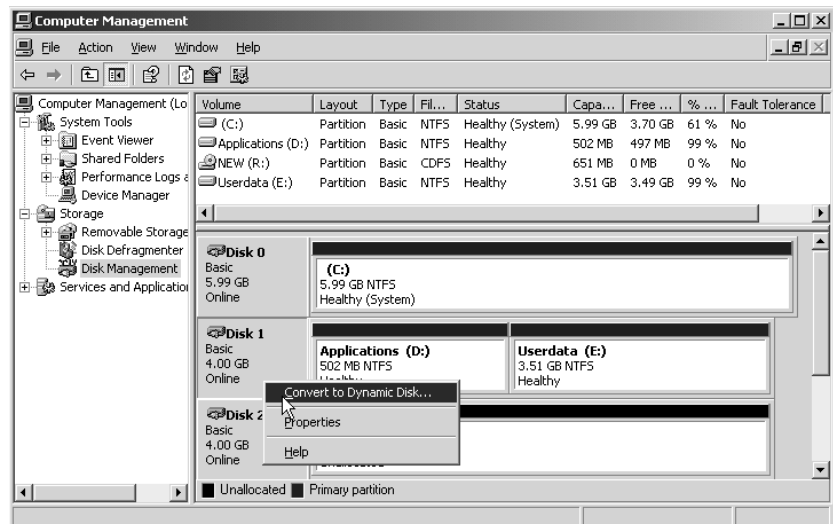 Computer Management
File Action View Window Help
Computer Management (Lo
System Tools
Event Viewer
Shared Folders
Performance Logs a
Device Manager
Storage
Removable Storage
Disk Defragmenter
Disk Management
Services and Application
Volume Layout Type Fil... Status Capa... Free ... % ... Fault Tolerance
(C:) Partition Basic NTFS Healthy (System) 5.99 GB 3.70 GB 61 % No
Applications (D:) Partition Basic NTFS Healthy 502 MB 497 MB 99 % No
NEW (R:) Partition Basic CDFS Healthy 651 MB 0 MB 0 % No
Userdata (E:) Partition Basic NTFS Healthy 3.51 GB 3.49 GB 99 % No
Disk 0
Basic
5.99 GB
Online
(C:)
5.99 GB NTFS
Healthy (System)
Disk 1
Basic
4.00 GB
Online
Applications (D:)
502 MB NTFS
Userdata (E:)
3.51 GB NTFS
Healthy
Convert to Dynamic Disk...
Properties
Help
Disk 2
Basic
4.00 GB
Online
Unallocated Primary partition